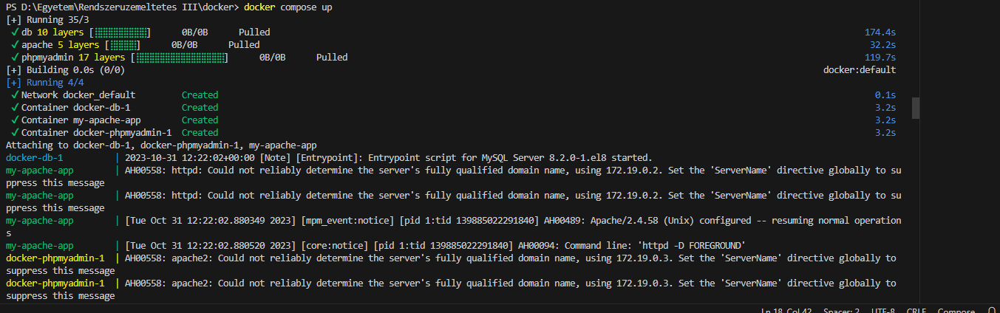 PS D:\Egyetem\Rendszeruzemeltetes III\docker> docker compose up
[+] Running 35/3
✓ db 10 layers [⣿⣿⣿⣿⣿⣿⣿⣿⣿⣿] 0B/0B Pulled 174.4s
✓ apache 5 layers [⣿⣿⣿⣿⣿] 0B/0B Pulled 32.2s
✓ phpmyadmin 17 layers [⣿⣿⣿⣿⣿⣿⣿⣿⣿⣿⣿⣿⣿⣿⣿⣿⣿] 0B/0B Pulled 119.7s
[+] Building 0.0s (0/0) docker:default
[+] Running 4/4
✓ Network docker_default Created 0.1s
✓ Container docker-db-1 Created 3.2s
✓ Container my-apache-app Created 3.2s
✓ Container docker-phpmyadmin-1 Created 3.2s
Attaching to docker-db-1, docker-phpmyadmin-1, my-apache-app
docker-db-1 | 2023-10-31 12:22:02+00:00 [Note] [Entrypoint]: Entrypoint script for MySQL Server 8.2.0-1.el8 started.
my-apache-app | AH00558: httpd: Could not reliably determine the server's fully qualified domain name, using 172.19.0.2. Set the 'ServerName' directive globally to su
ppress this message
my-apache-app | AH00558: httpd: Could not reliably determine the server's fully qualified domain name, using 172.19.0.2. Set the 'ServerName' directive globally to su
ppress this message
my-apache-app | [Tue Oct 31 12:22:02.880349 2023] [mpm_event:notice] [pid 1:tid 139885022291840] AH00489: Apache/2.4.58 (Unix) configured -- resuming normal operation
s
my-apache-app | [Tue Oct 31 12:22:02.880520 2023] [core:notice] [pid 1:tid 139885022291840] AH00094: Command line: 'httpd -D FOREGROUND'
docker-phpmyadmin-1 | AH00558: apache2: Could not reliably determine the server's fully qualified domain name, using 172.19.0.3. Set the 'ServerName' directive globally to
suppress this message
docker-phpmyadmin-1 | AH00558: apache2: Could not reliably determine the server's fully qualified domain name, using 172.19.0.3. Set the 'ServerName' directive globally to
suppress this message
Ln 18, Col 42 Spaces: 2 UTF-8 CRLF Compose